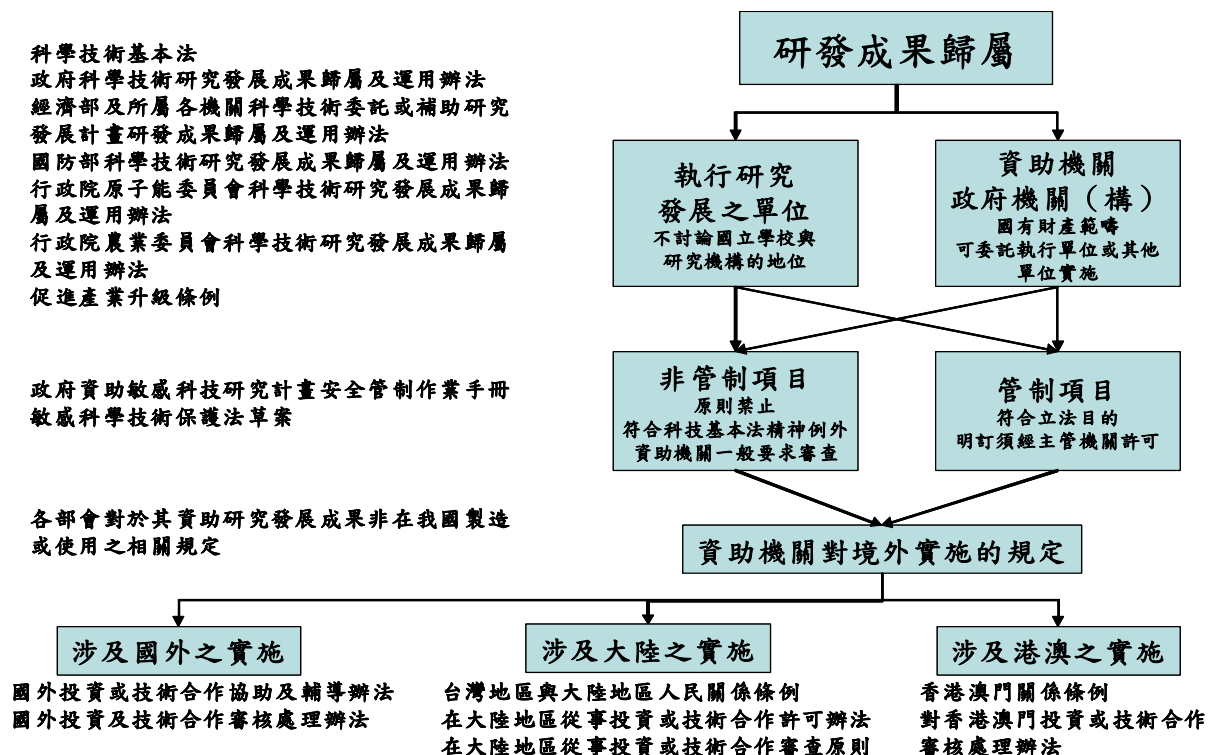 研發成果歸屬
科學技術基本法
政府科學技術研究發展成果歸屬及運用辦法
經濟部及所屬各機關科學技術委託或補助研究
發展計畫研發成果歸屬及運用辦法
國防部科學技術研究發展成果歸屬及運用辦法
行政院原子能委員會科學技術研究發展成果歸
屬及運用辦法
行政院農業委員會科學技術研究發展成果歸屬
及運用辦法
促進產業升級條例
執行研究
發展之單位
不討論國立學校與
研究機構的地位
資助機關
政府機關（構）
國有財產範疇
可委託執行單位或其他
單位實施
政府資助敏感科技研究計畫安全管制作業手冊
敏感科學技術保護法草案
非管制項目
原則禁止
符合科技基本法精神例外
資助機關一般要求審查
管制項目
符合立法目的
明訂須經主管機關許可
各部會對於其資助研究發展成果非在我國製造
或使用之相關規定
資助機關對境外實施的規定
涉及國外之實施
國外投資或技術合作協助及輔導辦法
國外投資及技術合作審核處理辦法
涉及大陸之實施
台灣地區與大陸地區人民關係條例
在大陸地區從事投資或技術合作許可辦法
在大陸地區從事投資或技術合作審查原則
涉及港澳之實施
香港澳門關係條例
對香港澳門投資或技術合作
審核處理辦法